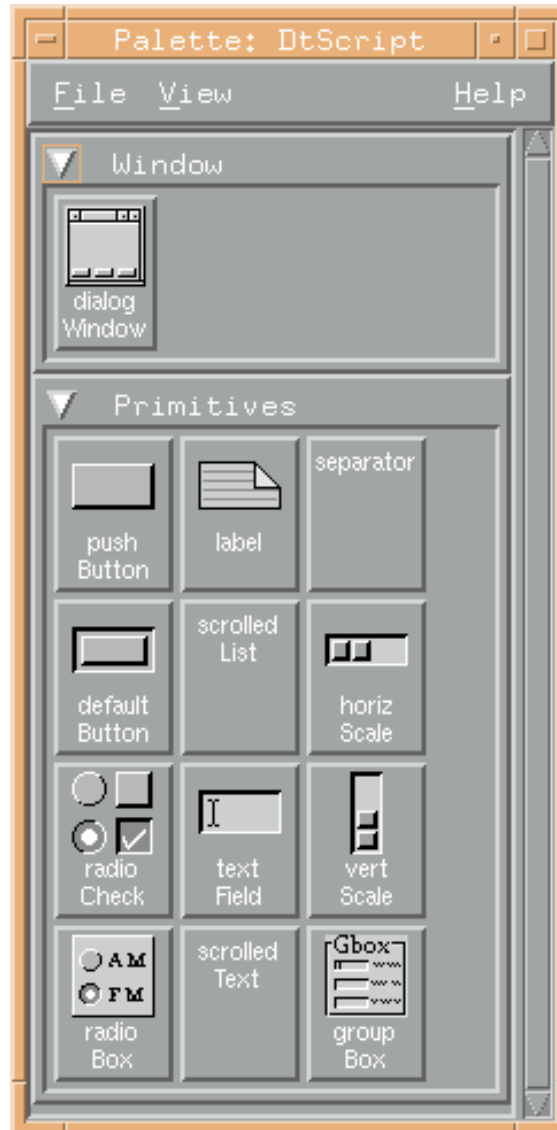 Palette: DtScript
File View Help
Window
dialog
Window
Primitives
push
Button
label
separator
default
Button
scrolled
List
horiz
Scale
radio
Check
text
Field
vert
Scale
AM
FM
radio
Box
scrolled
Text
Gbox
group
Box